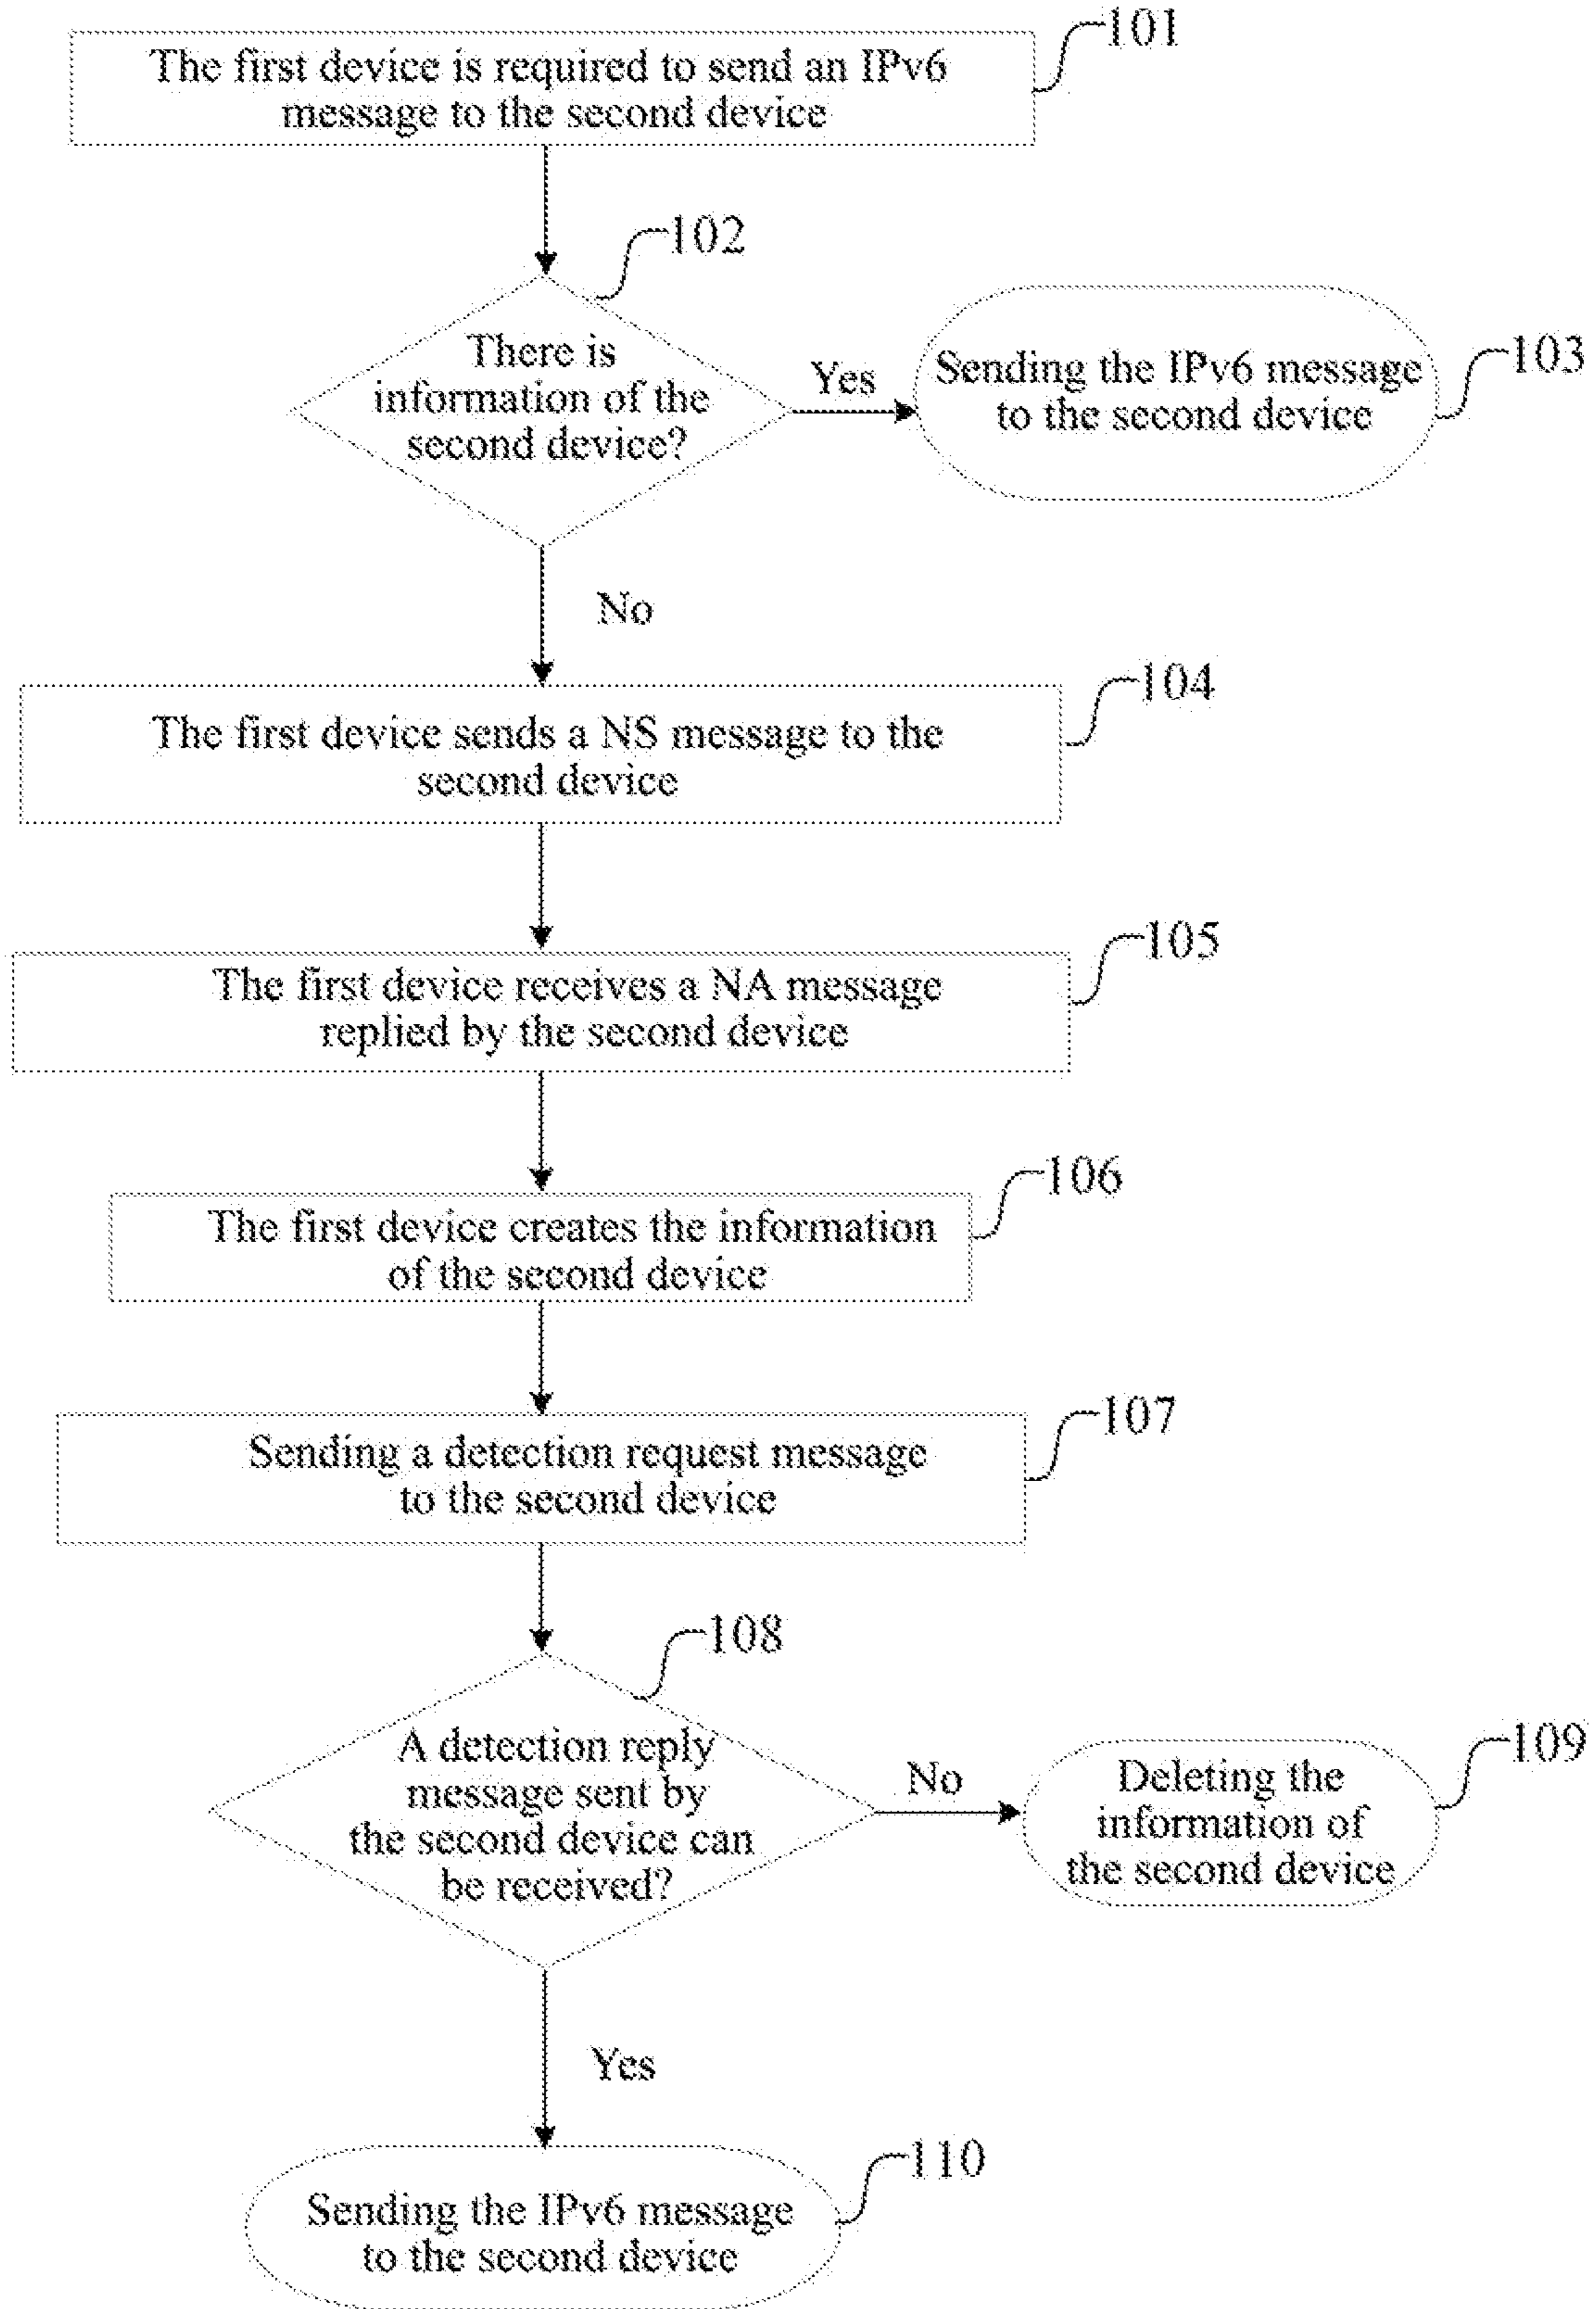 101
The first device is required to send an IPv6
message to the second device
102
There is
information of the
second device?
Yes
Sending the IPv6 message
to the second device
103
No
104
The first device sends a NS message to the
second device
105
The first device receives a NA message
replied by the second device
106
The first device creates the information
of the second device
107
Sending a detection request message
to the second device
108
A detection reply
message sent by
the second device can
be received?
No
Deleting the
information of
the second device
109
Yes
110
Sending the IPv6 message
to the second device